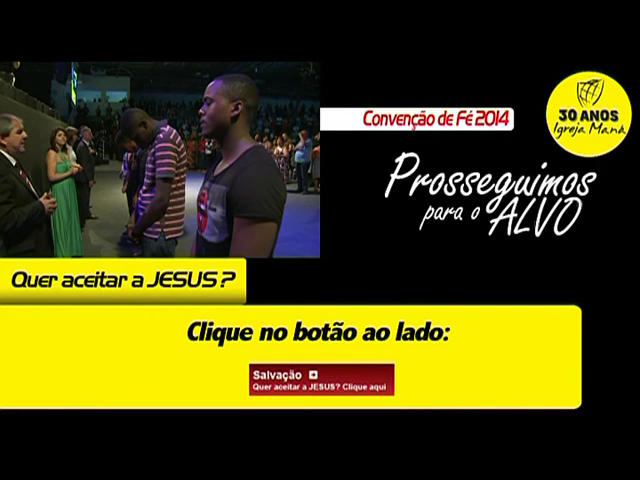 30 ANOS
Igreja Maná
Convenção de Fé 2014
Prosseguimos
para o ALVO
Quer aceitar a JESUS?
Clique no botão ao lado:
Salvação
Quer aceitar a JESUS? Clique aqui